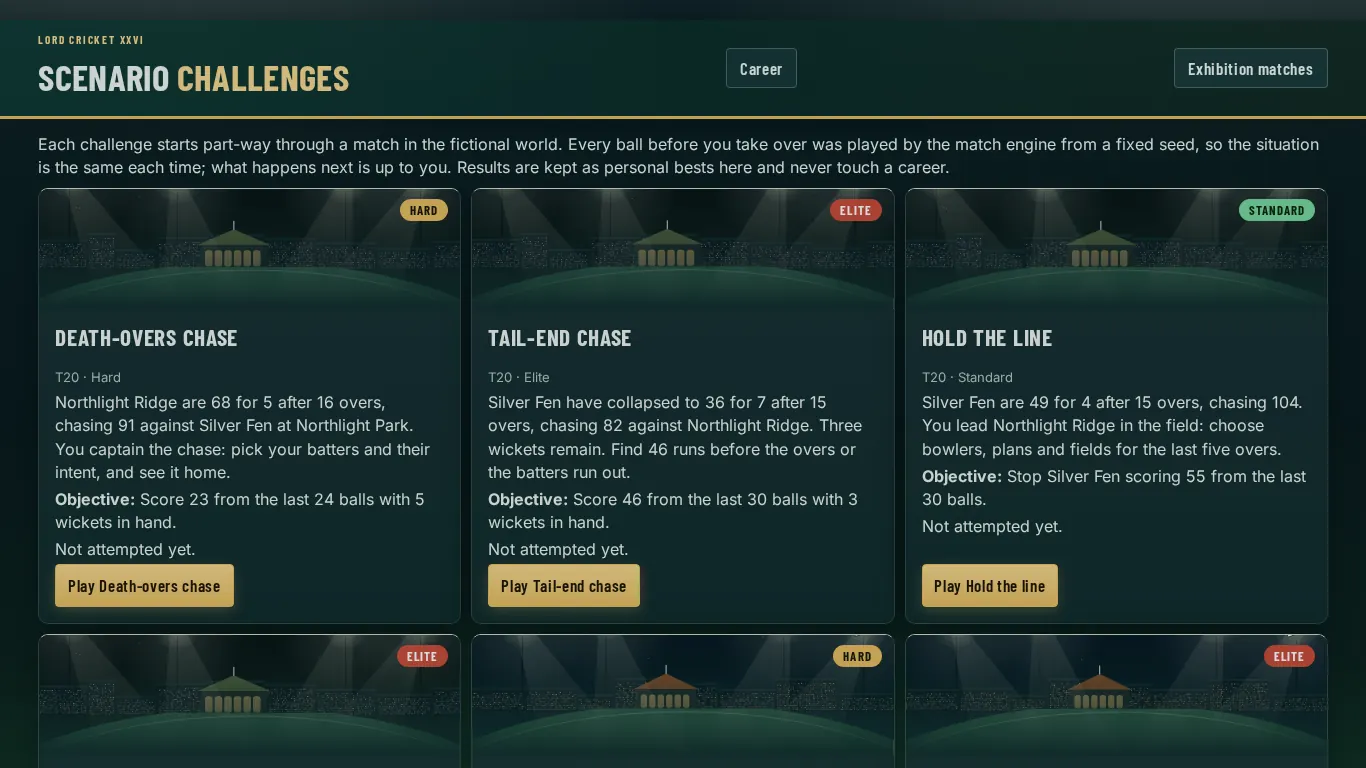 LORD CRICKET XXVI
SCENARIO CHALLENGES
Career
Exhibition matches
Each challenge starts part-way through a match in the fictional world. Every ball before you take over was played by the match engine from a fixed seed, so the situation
is the same each time; what happens next is up to you. Results are kept as personal bests here and never touch a career.
HARD
DEATH-OVERS CHASE
T20 · Hard
Northlight Ridge are 68 for 5 after 16 overs,
chasing 91 against Silver Fen at Northlight Park.
You captain the chase: pick your batters and their
intent, and see it home.
Objective: Score 23 from the last 24 balls with 5
wickets in hand.
Not attempted yet.
Play Death-overs chase
ELITE
TAIL-END CHASE
T20 · Elite
Silver Fen have collapsed to 36 for 7 after 15
overs, chasing 82 against Northlight Ridge. Three
wickets remain. Find 46 runs before the overs or
the batters run out.
Objective: Score 46 from the last 30 balls with 3
wickets in hand.
Not attempted yet.
Play Tail-end chase
STANDARD
HOLD THE LINE
T20 · Standard
Silver Fen are 49 for 4 after 15 overs, chasing 104.
You lead Northlight Ridge in the field: choose
bowlers, plans and fields for the last five overs.
Objective: Stop Silver Fen scoring 55 from the last
30 balls.
Not attempted yet.
Play Hold the line
ELITE
HARD
ELITE